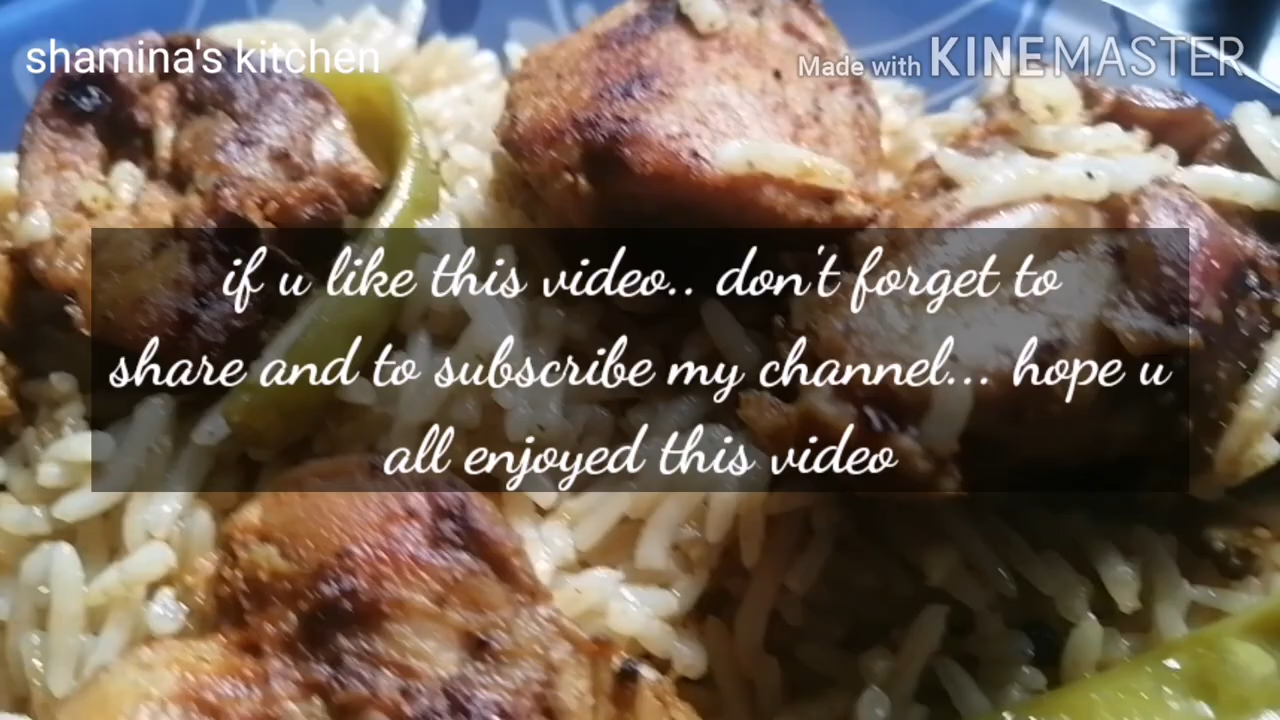 shamina's kitchen
Made with KINEMASTER
if u like this video.. don't forget to
share and to subscribe my channel... hope u
all enjoyed this video